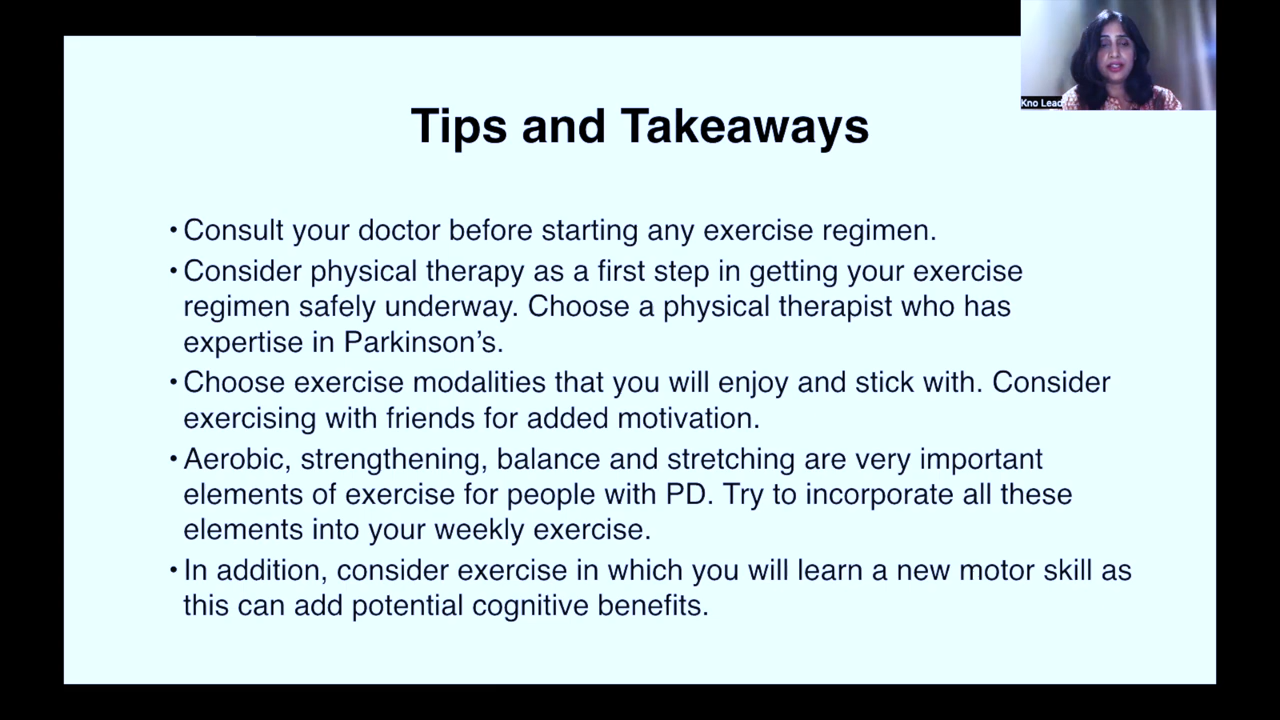 Kno Lead
Tips and Takeaways
• Consult your doctor before starting any exercise regimen.
• Consider physical therapy as a first step in getting your exercise
regimen safely underway. Choose a physical therapist who has
expertise in Parkinson’s.
• Choose exercise modalities that you will enjoy and stick with. Consider
exercising with friends for added motivation.
• Aerobic, strengthening, balance and stretching are very important
elements of exercise for people with PD. Try to incorporate all these
elements into your weekly exercise.
• In addition, consider exercise in which you will learn a new motor skill as
this can add potential cognitive benefits.